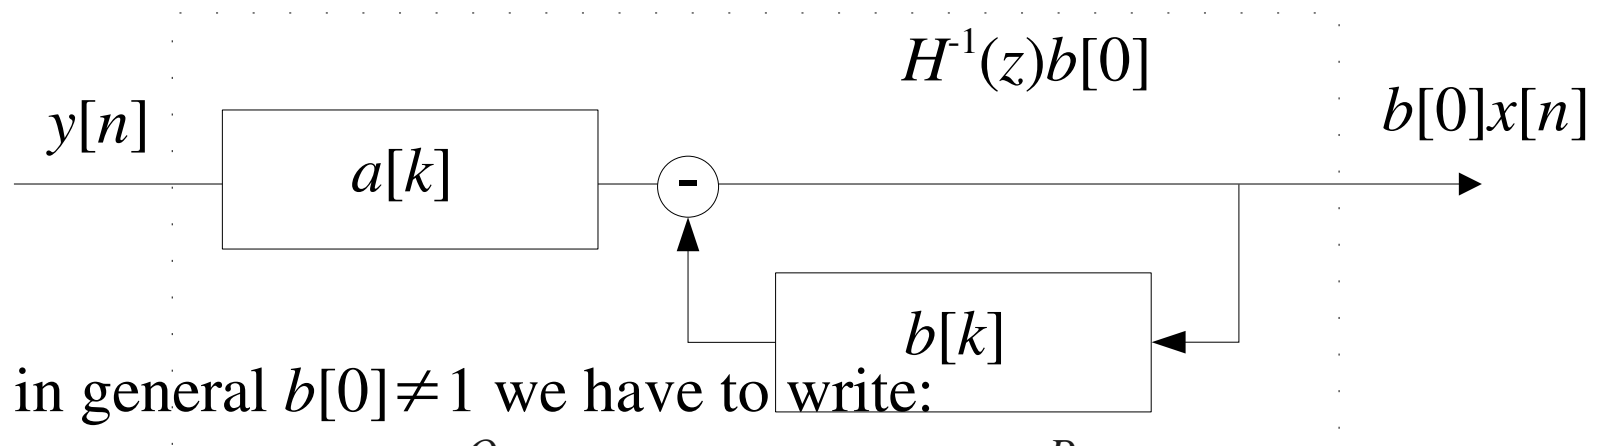 H⁻¹(z)b[0]
y[n]
b[0]x[n]
a[k]
-
b[k]
in general b[0]≠1 we have to write: